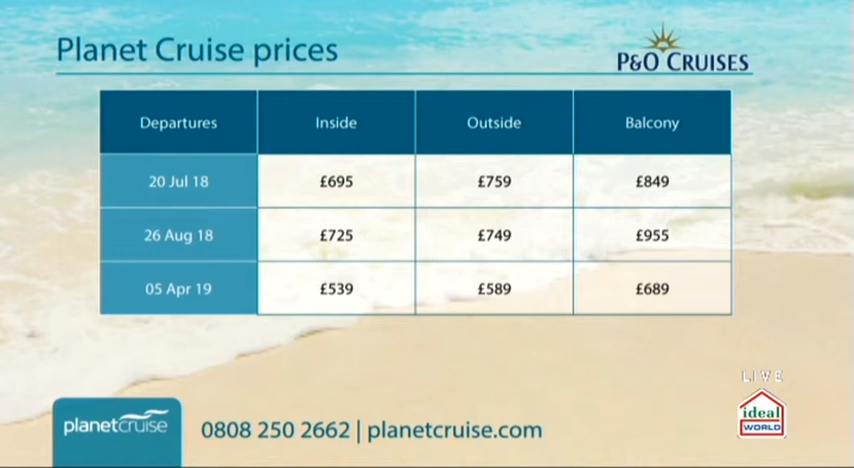 Planet Cruise prices
P&O CRUISES
Departures Inside Outside Balcony
20 Jul 18 £695 £759 £849
26 Aug 18 £725 £749 £955
05 Apr 19 £539 £589 £689
LIVE
ideal
WORLD
planetcruise
0808 250 2662 | planetcruise.com